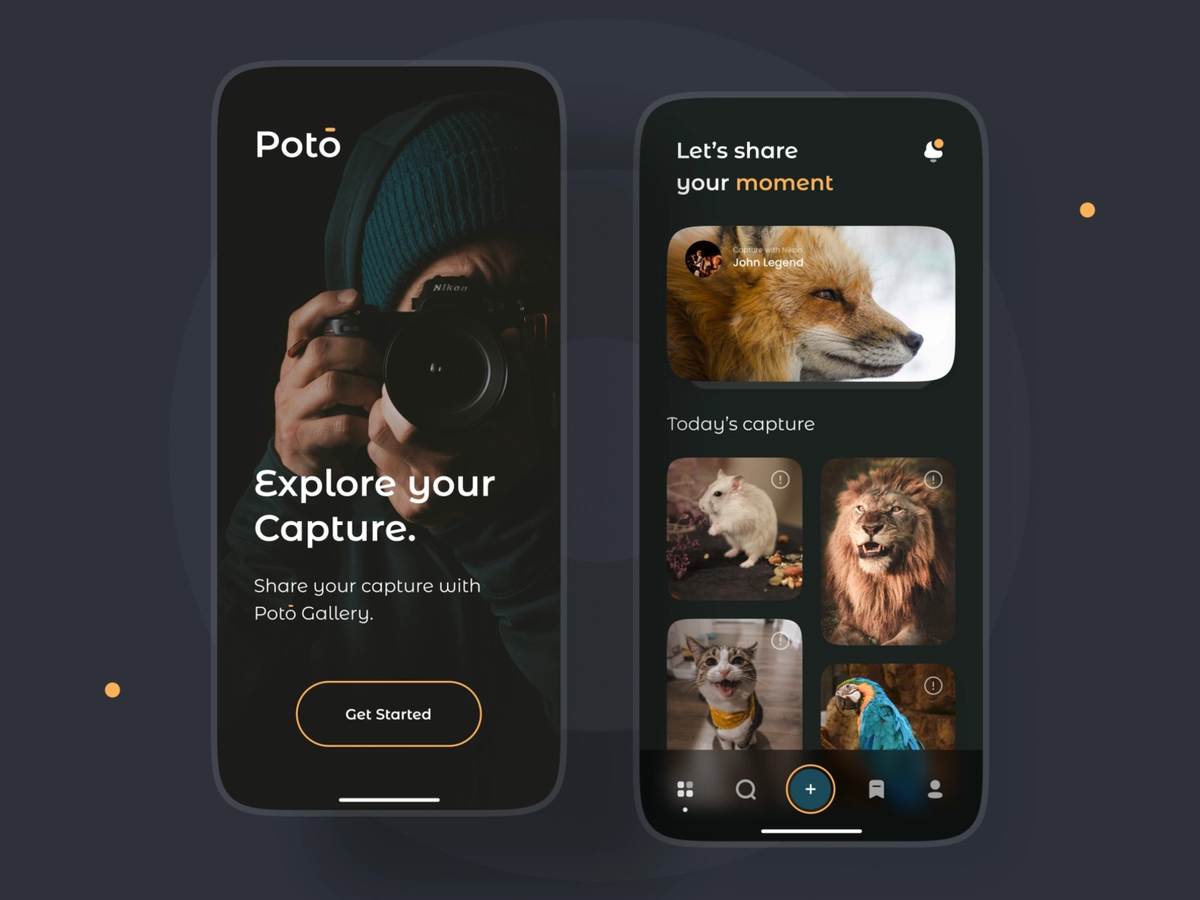 Potō
Nikon
Explore your
Capture.
Share your capture with
Potō Gallery.
Get Started
Let’s share
your moment
Capture with Nikon
John Legend
Today’s capture